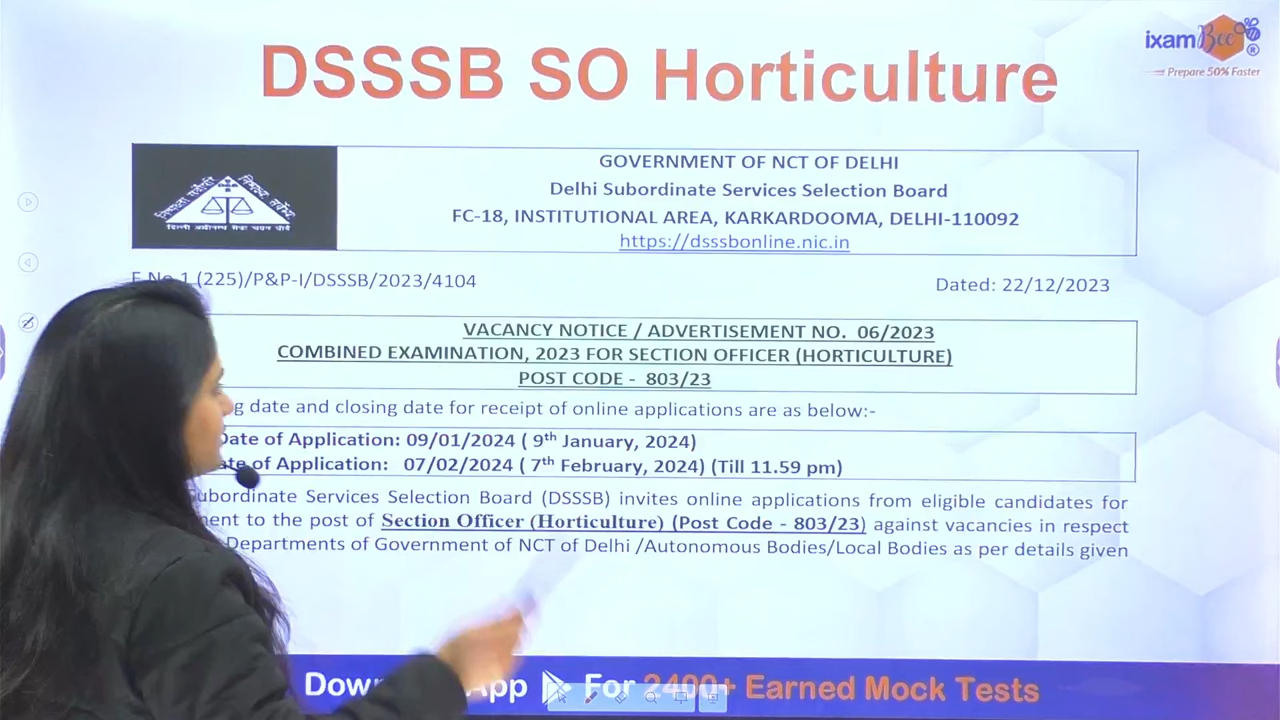 DSSSB SO Horticulture
ixamBee
®
Prepare 50% Faster
GOVERNMENT OF NCT OF DELHI
Delhi Subordinate Services Selection Board
FC-18, INSTITUTIONAL AREA, KARKARDOOMA, DELHI-110092
https://dsssbonline.nic.in
दिल्ली अधीनस्थ सेवा चयन बोर्ड
F.No.1 (225)/P&P-I/DSSSB/2023/4104
Dated: 22/12/2023
VACANCY NOTICE / ADVERTISEMENT NO. 06/2023
COMBINED EXAMINATION, 2023 FOR SECTION OFFICER (HORTICULTURE)
POST CODE - 803/23
g date and closing date for receipt of online applications are as below:-
Date of Application: 09/01/2024 ( 9th January, 2024)
ate of Application: 07/02/2024 ( 7th February, 2024) (Till 11.59 pm)
Subordinate Services Selection Board (DSSSB) invites online applications from eligible candidates for
ent to the post of Section Officer (Horticulture) (Post Code - 803/23) against vacancies in respect
Departments of Government of NCT of Delhi /Autonomous Bodies/Local Bodies as per details given
Dow App For 2400+ Earned Mock Tests